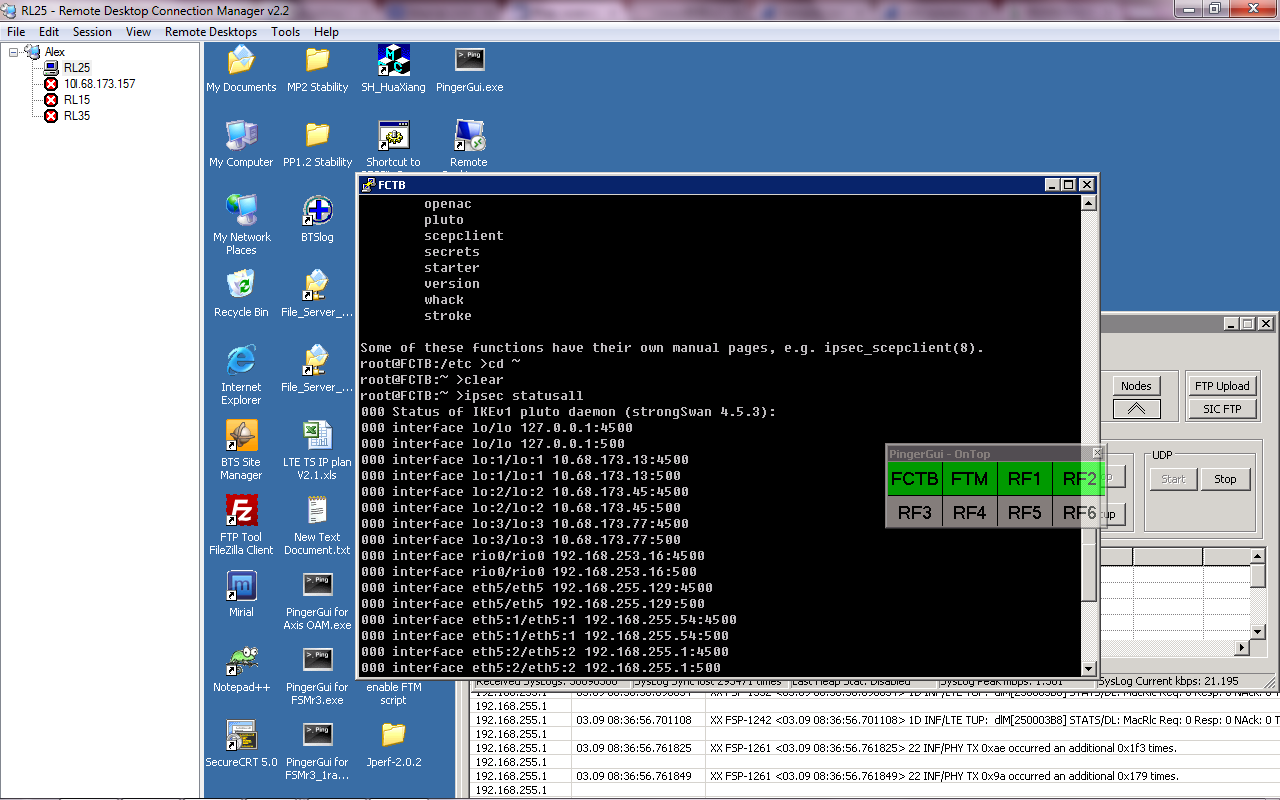 RL25 - Remote Desktop Connection Manager v2.2
File Edit Session View Remote Desktops Tools Help
Alex
RL25
10l.68.173.157
RL15
RL35
My Documents
MP2 Stability
SH_HuaXiang
PingerGui.exe
My Computer
PP1.2 Stability
Shortcut to
Remote
My Network
Places
BTSlog
Recycle Bin
File_Server_...
Internet
Explorer
File_Server_...
BTS Site
Manager
LTE TS IP plan
V2.1.xls
FTP Tool
FileZilla Client
New Text
Document.txt
Mirial
PingerGui for
Axis OAM.exe
Notepad++
PingerGui for
FSMr3.exe
enable FTM
script
SecureCRT 5.0
PingerGui for
FSMr3_1ra...
Jperf-2.0.2
FCTB
openac
pluto
scepclient
secrets
starter
version
whack
stroke
Some of these functions have their own manual pages, e.g. ipsec_scepclient(8).
root@FCTB:/etc >cd ~
root@FCTB:~ >clear
root@FCTB:~ >ipsec statusall
000 Status of IKEv1 pluto daemon (strongSwan 4.5.3):
000 interface lo/lo 127.0.0.1:4500
000 interface lo/lo 127.0.0.1:500
000 interface lo:1/lo:1 10.68.173.13:4500
000 interface lo:1/lo:1 10.68.173.13:500
000 interface lo:2/lo:2 10.68.173.45:4500
000 interface lo:2/lo:2 10.68.173.45:500
000 interface lo:3/lo:3 10.68.173.77:4500
000 interface lo:3/lo:3 10.68.173.77:500
000 interface rio0/rio0 192.168.253.16:4500
000 interface rio0/rio0 192.168.253.16:500
000 interface eth5/eth5 192.168.255.129:4500
000 interface eth5/eth5 192.168.255.129:500
000 interface eth5:1/eth5:1 192.168.255.54:4500
000 interface eth5:1/eth5:1 192.168.255.54:500
000 interface eth5:2/eth5:2 192.168.255.1:4500
000 interface eth5:2/eth5:2 192.168.255.1:500
Nodes
FTP Upload
SIC FTP
PingerGui - OnTop
FCTB FTM RF1 RF2
RF3 RF4 RF5 RF6
UDP
Start Stop
SysLog Current kbps: 21.195
192.168.255.1
192.168.255.1 03.09 08:36:56.701108 XX FSP-1242 <03.09 08:36:56.701108> 1D INF/LTE TUP: dlM[250003B8] STATS/DL: MacRlc Req: 0 Resp: 0 NAck: 0 T
192.168.255.1
192.168.255.1 03.09 08:36:56.761825 XX FSP-1261 <03.09 08:36:56.761825> 22 INF/PHY TX 0xae occurred an additional 0x1f3 times.
192.168.255.1
192.168.255.1 03.09 08:36:56.761849 XX FSP-1261 <03.09 08:36:56.761849> 22 INF/PHY TX 0x9a occurred an additional 0x179 times.
192.168.255.1